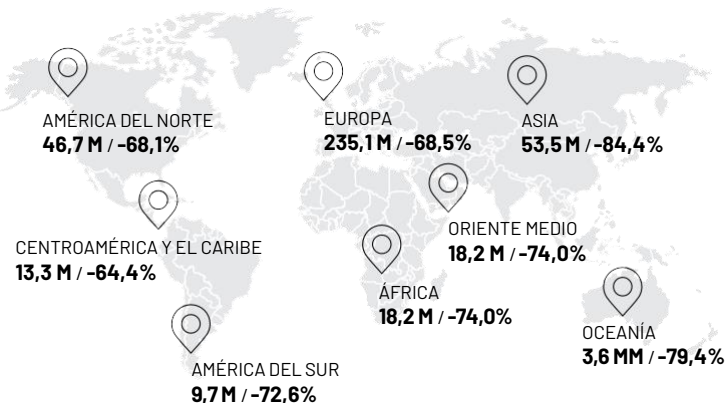 AMÉRICA DEL NORTE
46,7 M / -68,1%
EUROPA
235,1 M / -68,5%
ASIA
53,5 M / -84,4%
CENTROAMÉRICA Y EL CARIBE
13,3 M / -64,4%
ORIENTE MEDIO
18,2 M / -74,0%
ÁFRICA
18,2 M / -74,0%
OCEANÍA
3,6 MM / -79,4%
AMÉRICA DEL SUR
9,7 M / -72,6%